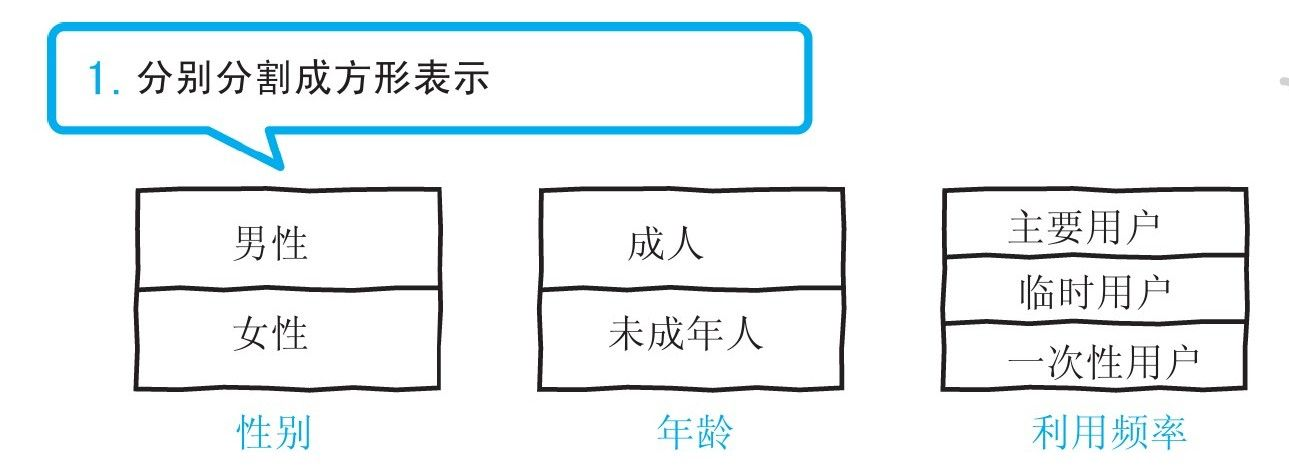 1. 分别分割成方形表示
男性
女性
性别
成人
未成年人
年龄
主要用户
临时用户
一次性用户
利用频率